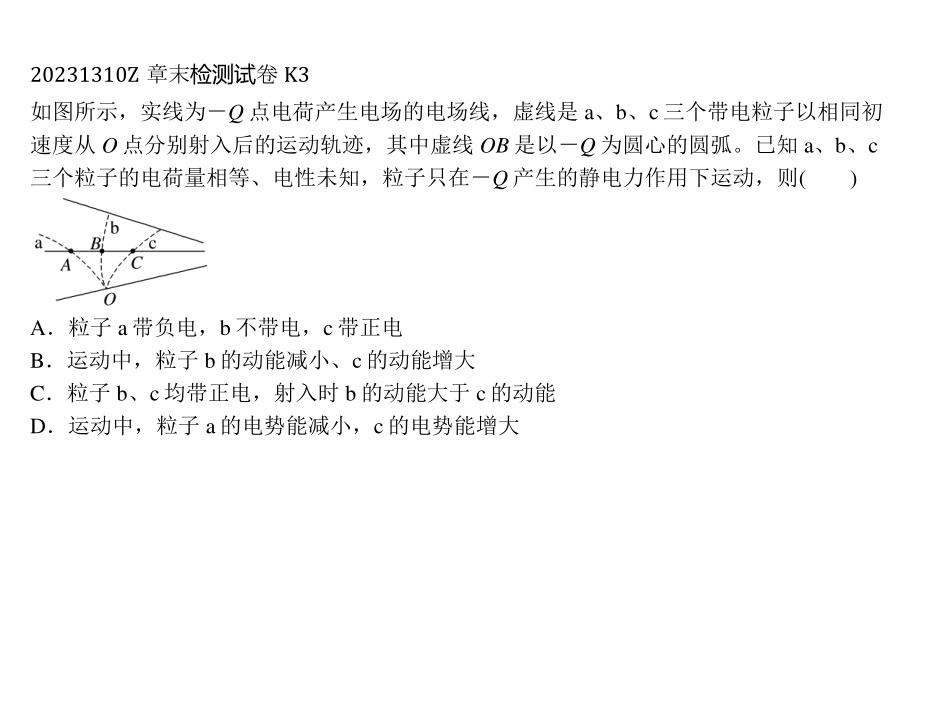 20231310Z 章末检测试卷 K3
如图所示，实线为－Q 点电荷产生电场的电场线，虚线是 a、b、c 三个带电粒子以相同初
速度从 O 点分别射入后的运动轨迹，其中虚线 OB 是以－Q 为圆心的圆弧。已知 a、b、c
三个粒子的电荷量相等、电性未知，粒子只在－Q 产生的静电力作用下运动，则(　　)
b
a B c
A C
O
A．粒子 a 带负电，b 不带电，c 带正电
B．运动中，粒子 b 的动能减小、c 的动能增大
C．粒子 b、c 均带正电，射入时 b 的动能大于 c 的动能
D．运动中，粒子 a 的电势能减小，c 的电势能增大